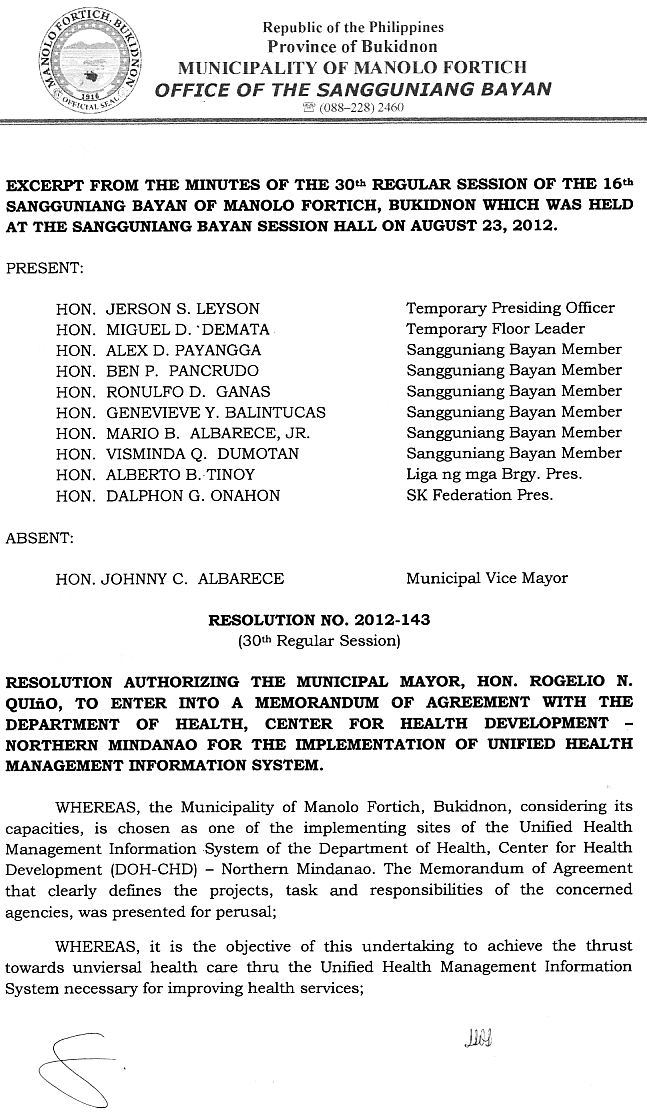 MANOLO FORTICH, BUKIDNON
1916
OFFICIAL SEAL
Republic of the Philippines
Province of Bukidnon
MUNICIPALITY OF MANOLO FORTICH
OFFICE OF THE SANGGUNIANG BAYAN
☏ (088–228) 2460
EXCERPT FROM THE MINUTES OF THE 30th REGULAR SESSION OF THE 16th
SANGGUNIANG BAYAN OF MANOLO FORTICH, BUKIDNON WHICH WAS HELD
AT THE SANGGUNIANG BAYAN SESSION HALL ON AUGUST 23, 2012.
PRESENT:
HON. JERSON S. LEYSON Temporary Presiding Officer
HON. MIGUEL D. DEMATA Temporary Floor Leader
HON. ALEX D. PAYANGGA Sangguniang Bayan Member
HON. BEN P. PANCRUDO Sangguniang Bayan Member
HON. RONULFO D. GANAS Sangguniang Bayan Member
HON. GENEVIEVE Y. BALINTUCAS Sangguniang Bayan Member
HON. MARIO B. ALBARECE, JR. Sangguniang Bayan Member
HON. VISMINDA Q. DUMOTAN Sangguniang Bayan Member
HON. ALBERTO B. TINOY Liga ng mga Brgy. Pres.
HON. DALPHON G. ONAHON SK Federation Pres.
ABSENT:
HON. JOHNNY C. ALBARECE Municipal Vice Mayor
RESOLUTION NO. 2012-143
(30th Regular Session)
RESOLUTION AUTHORIZING THE MUNICIPAL MAYOR, HON. ROGELIO N.
QUIñO, TO ENTER INTO A MEMORANDUM OF AGREEMENT WITH THE
DEPARTMENT OF HEALTH, CENTER FOR HEALTH DEVELOPMENT –
NORTHERN MINDANAO FOR THE IMPLEMENTATION OF UNIFIED HEALTH
MANAGEMENT INFORMATION SYSTEM.
WHEREAS, the Municipality of Manolo Fortich, Bukidnon, considering its
capacities, is chosen as one of the implementing sites of the Unified Health
Management Information System of the Department of Health, Center for Health
Development (DOH-CHD) – Northern Mindanao. The Memorandum of Agreement
that clearly defines the projects, task and responsibilities of the concerned
agencies, was presented for perusal;
WHEREAS, it is the objective of this undertaking to achieve the thrust
towards unviersal health care thru the Unified Health Management Information
System necessary for improving health services;